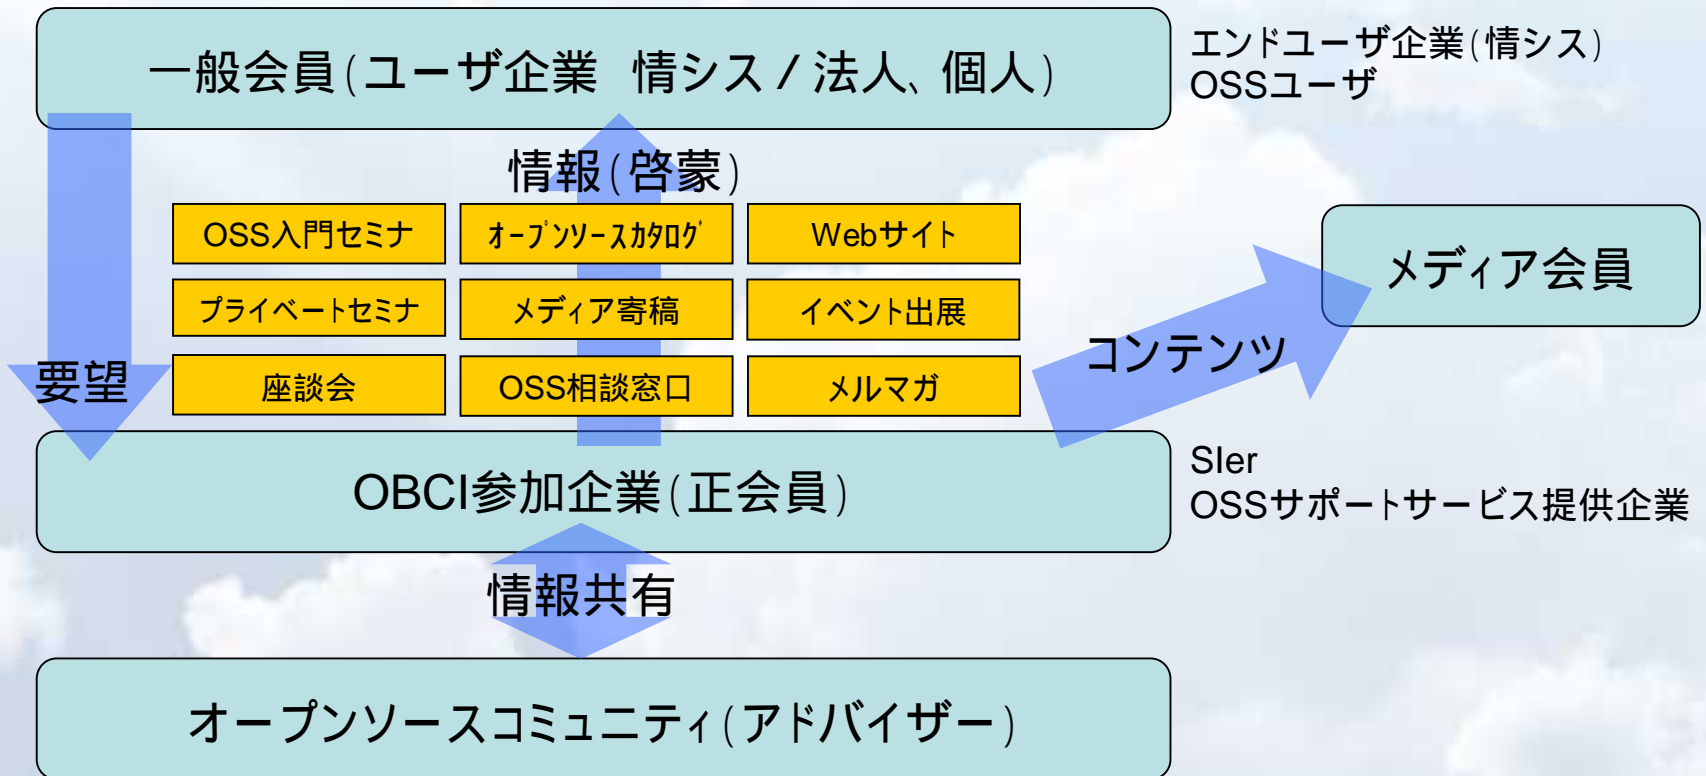 一般会員(ユーザ企業 情シス/法人、個人)
エンドユーザ企業(情シス)
OSSユーザ
情報(啓蒙)
OSS入門セミナ
オープンソースカタログ
Webサイト
プライベートセミナ
メディア寄稿
イベント出展
座談会
OSS相談窓口
メルマガ
要望
コンテンツ
メディア会員
OBCI参加企業(正会員)
SIer
OSSサポートサービス提供企業
情報共有
オープンソースコミュニティ(アドバイザー)